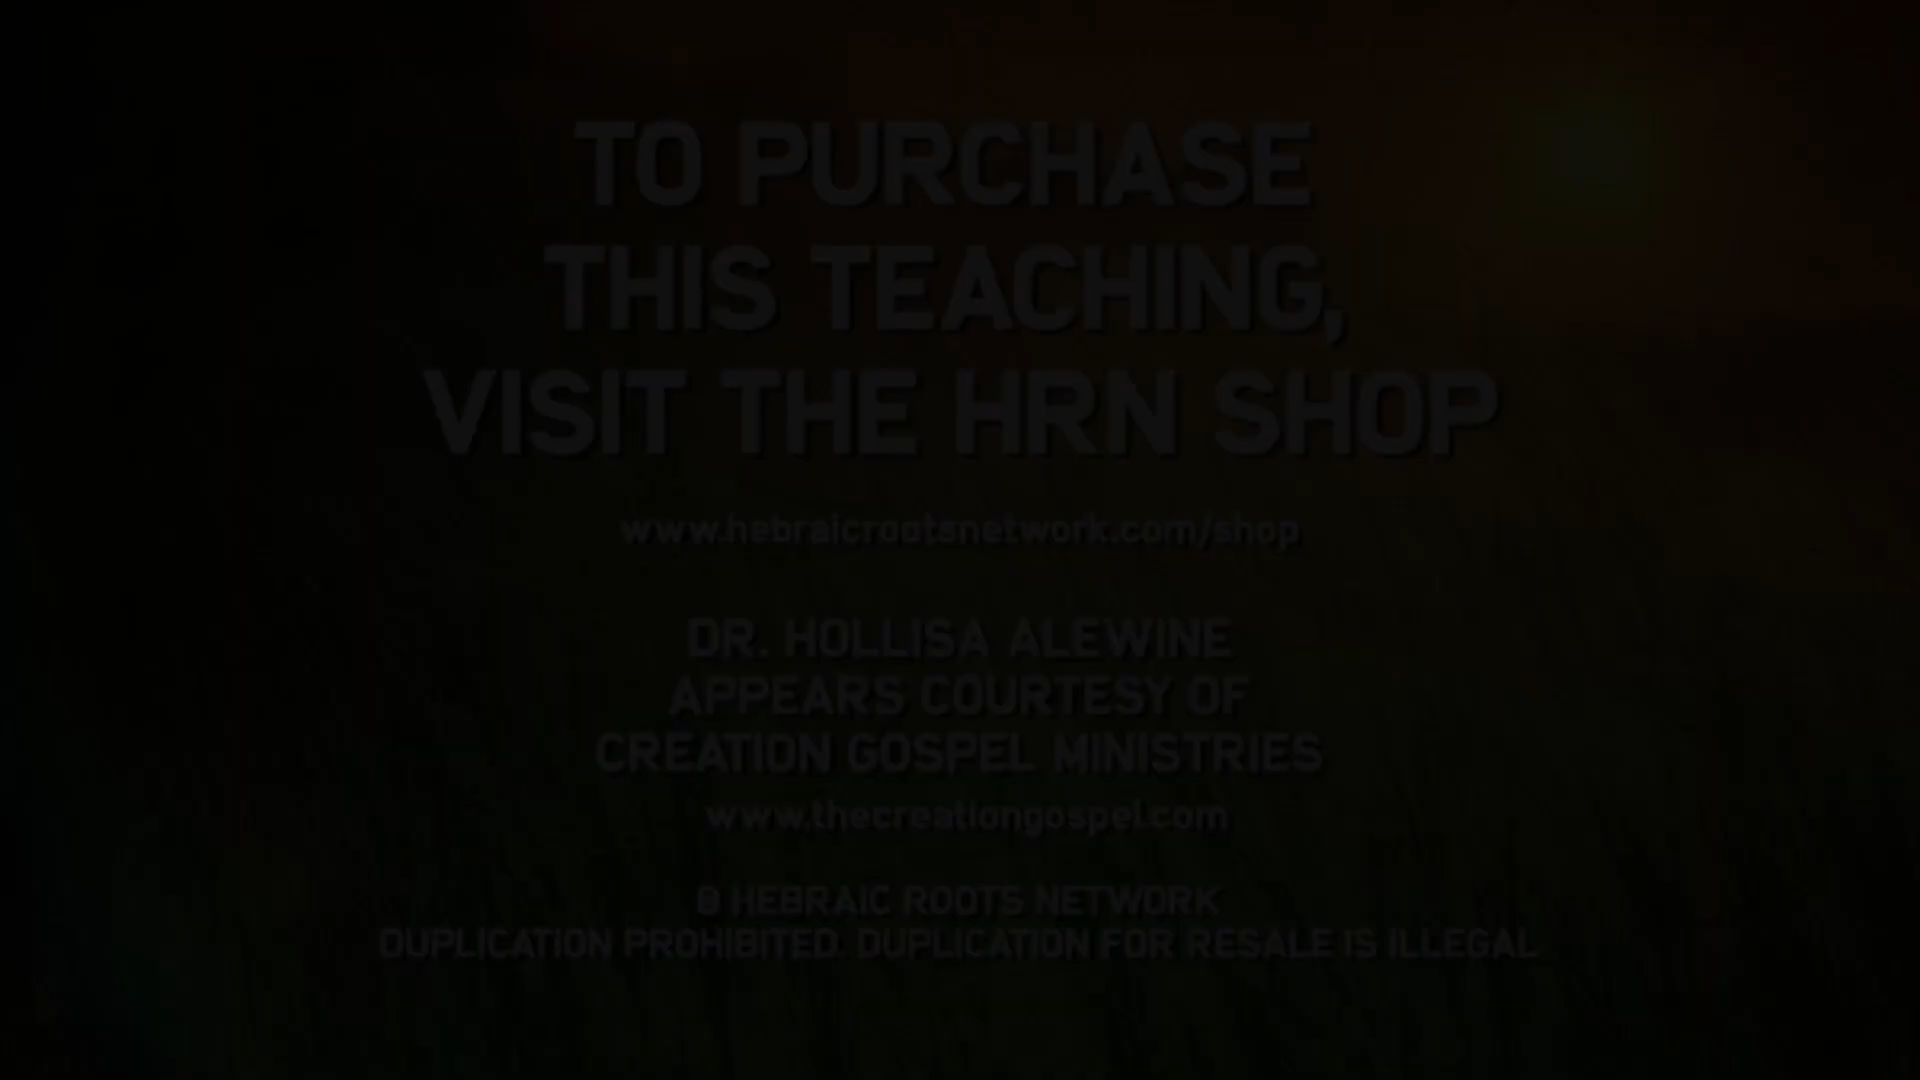 TO PURCHASE
THIS TEACHING,
VISIT THE HRN SHOP
www.hebraicrootsnetwork.com/shop
DR. HOLLISA ALEWINE
APPEARS COURTESY OF
CREATION GOSPEL MINISTRIES
www.thecreationgospel.com
© HEBRAIC ROOTS NETWORK
DUPLICATION PROHIBITED. DUPLICATION FOR RESALE IS ILLEGAL